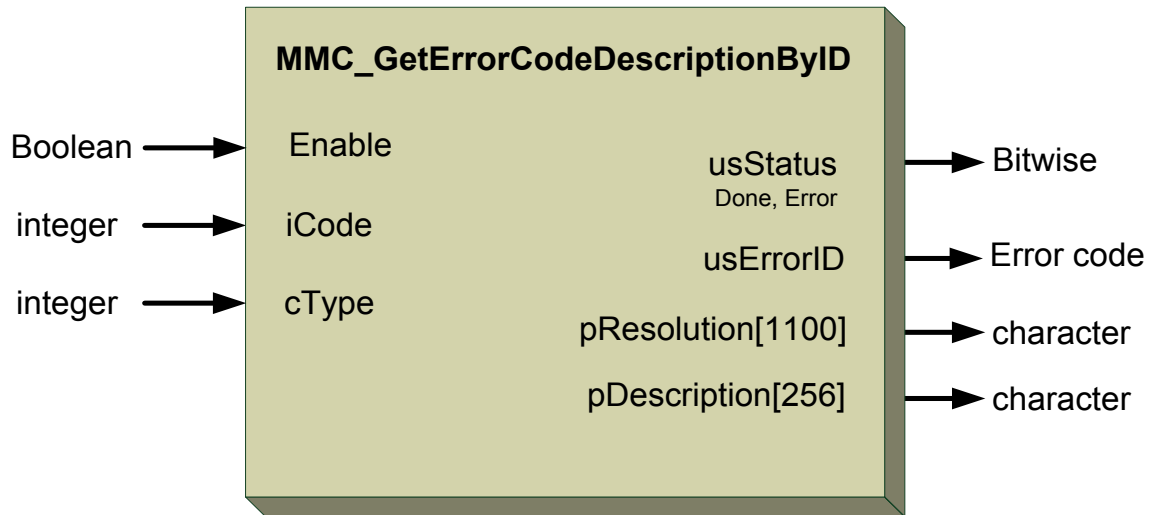 MMC_GetErrorCodeDescriptionByID
Boolean
Enable
usStatus
Done, Error
Bitwise
integer
iCode
usErrorID
Error code
integer
cType
pResolution[1100]
character
pDescription[256]
character